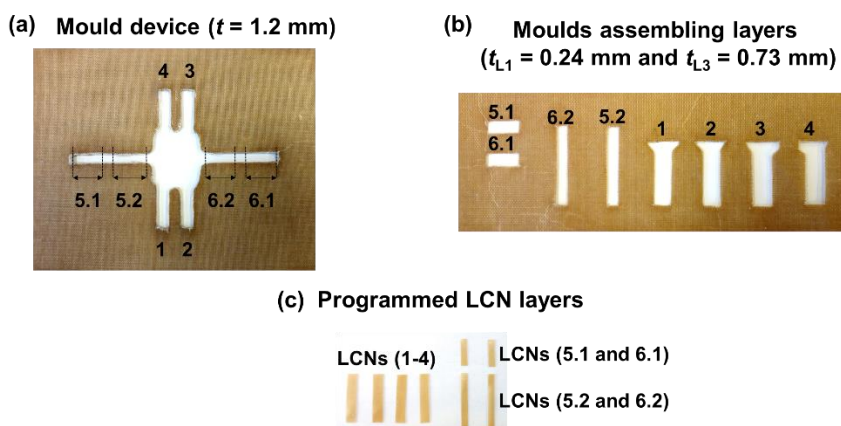 (a) Mould device (t = 1.2 mm)
4 3
5.1 5.2 6.2 6.1
1 2
(b) Moulds assembling layers
(tL1 = 0.24 mm and tL3 = 0.73 mm)
5.1 6.2 5.2 1 2 3 4
6.1
(c) Programmed LCN layers
LCNs (1-4)
LCNs (5.1 and 6.1)
LCNs (5.2 and 6.2)